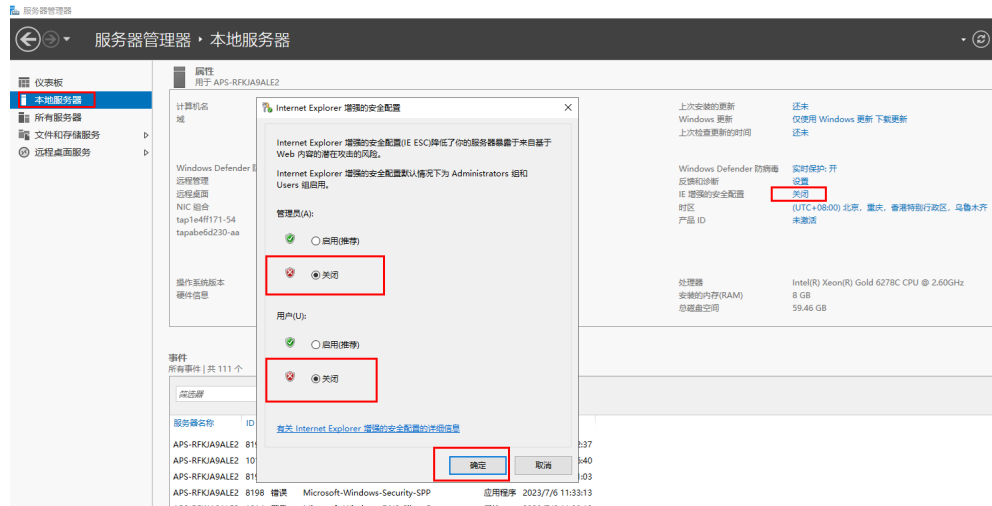 服务器管理器
服务器管理器 · 本地服务器
仪表板
本地服务器
所有服务器
文件和存储服务
远程桌面服务
属性
用于 APS-RFKJA9ALE2
计算机名
域
Windows Defender
远程管理
远程桌面
NIC 组合
tap1e4ff171-54
tapabe6d230-aa
操作系统版本
硬件信息
Internet Explorer 增强的安全配置
Internet Explorer 增强的安全配置(IE ESC)降低了你的服务器暴露于来自基于
Web 内容的潜在攻击的风险。
Internet Explorer 增强的安全配置默认情况下为 Administrators 组和
Users 组启用。
管理员(A):
启用(推荐)
关闭
用户(U):
启用(推荐)
关闭
有关 Internet Explorer 增强的安全配置的详细信息
确定
取消
上次安装的更新 还未
Windows 更新 仅使用 Windows 更新 下载更新
上次检查更新的时间 还未
Windows Defender 防病毒 实时保护: 开
反馈和诊断 设置
IE 增强的安全配置 关闭
时区 (UTC+08:00) 北京，重庆，香港特别行政区，乌鲁木齐
产品 ID 未激活
处理器 Intel(R) Xeon(R) Gold 6278C CPU @ 2.60GHz
安装的内存(RAM) 8 GB
总磁盘空间 59.46 GB
事件
所有事件 | 共 111 个
筛选器
服务器名称 ID
APS-RFKJA9ALE2 819 :37
APS-RFKJA9ALE2 10 :40
APS-RFKJA9ALE2 819 :03
APS-RFKJA9ALE2 8198 错误 Microsoft-Windows-Security-SPP 应用程序 2023/7/6 11:33:13